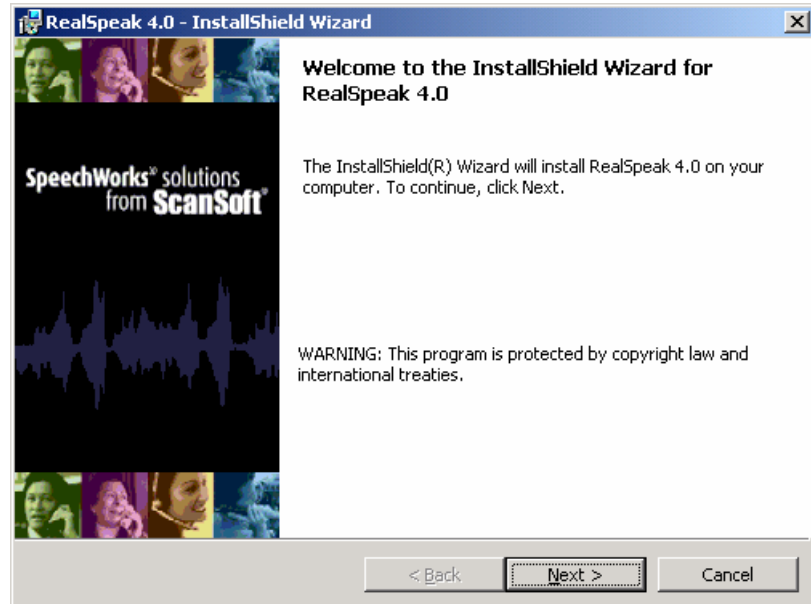 RealSpeak 4.0 - InstallShield Wizard
Welcome to the InstallShield Wizard for
RealSpeak 4.0
The InstallShield(R) Wizard will install RealSpeak 4.0 on your
computer. To continue, click Next.
SpeechWorks® solutions
from ScanSoft®
WARNING: This program is protected by copyright law and
international treaties.
< Back
Next >
Cancel